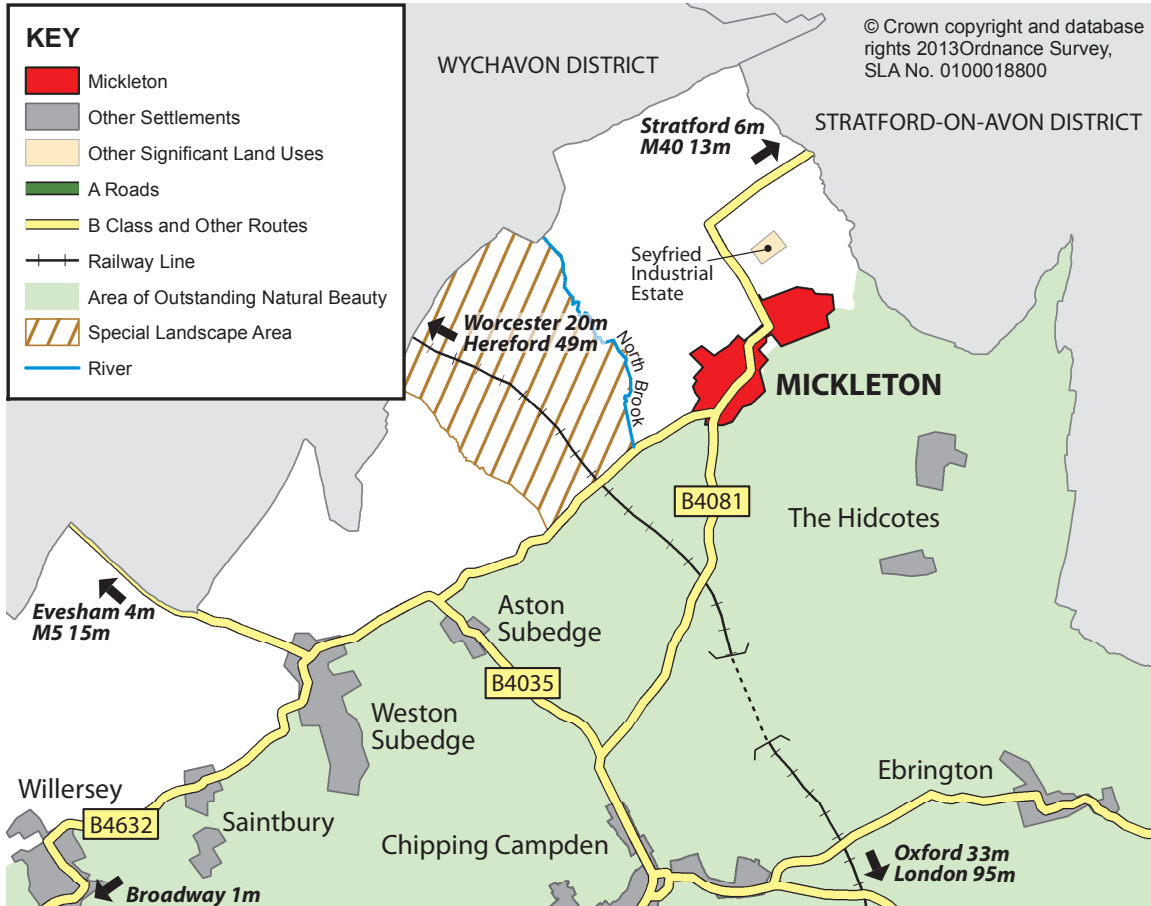 KEY
Mickleton
Other Settlements
Other Significant Land Uses
A Roads
B Class and Other Routes
Railway Line
Area of Outstanding Natural Beauty
Special Landscape Area
River
© Crown copyright and database
rights 2013Ordnance Survey,
SLA No. 0100018800
WYCHAVON DISTRICT
STRATFORD-ON-AVON DISTRICT
Stratford 6m
M40 13m
Seyfried
Industrial
Estate
Worcester 20m
Hereford 49m
North Brook
MICKLETON
B4081
The Hidcotes
Evesham 4m
M5 15m
Aston
Subedge
B4035
Weston
Subedge
Willersey
B4632
Saintbury
Ebrington
Chipping Campden
Oxford 33m
London 95m
Broadway 1m